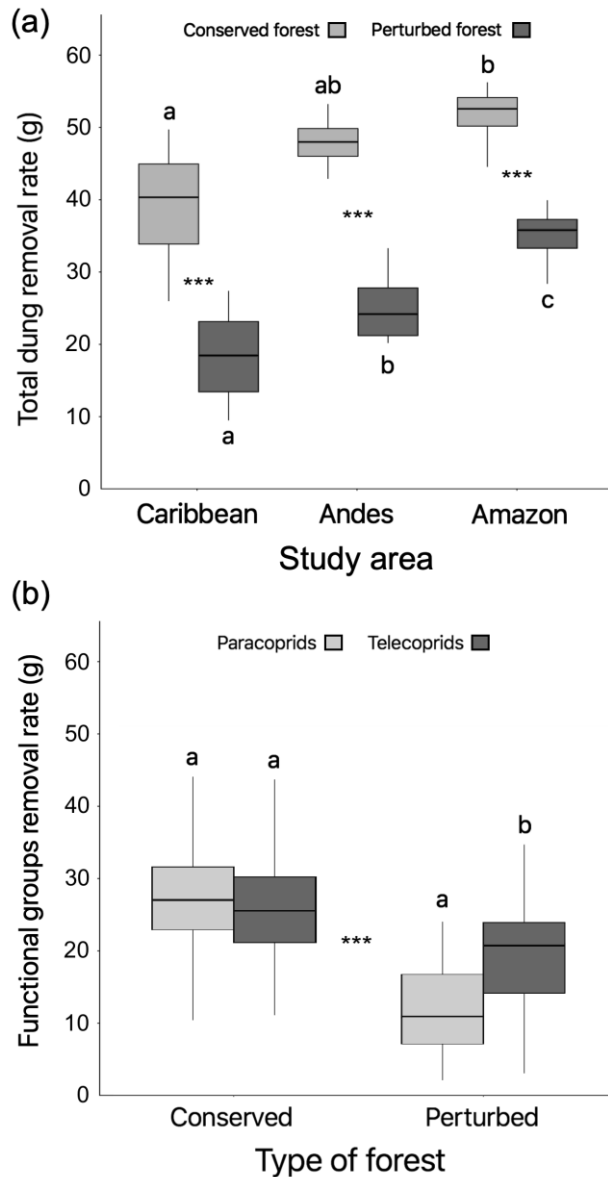 (a)
Conserved forest Perturbed forest
Total dung removal rate (g)
60
50
40
30
20
10
0
a
ab
b
***
***
***
a
b
c
Caribbean Andes Amazon
Study area
(b)
Paracoprids Telecoprids
Functional groups removal rate (g)
60
50
40
30
20
10
0
a
a
***
a
b
Conserved Perturbed
Type of forest